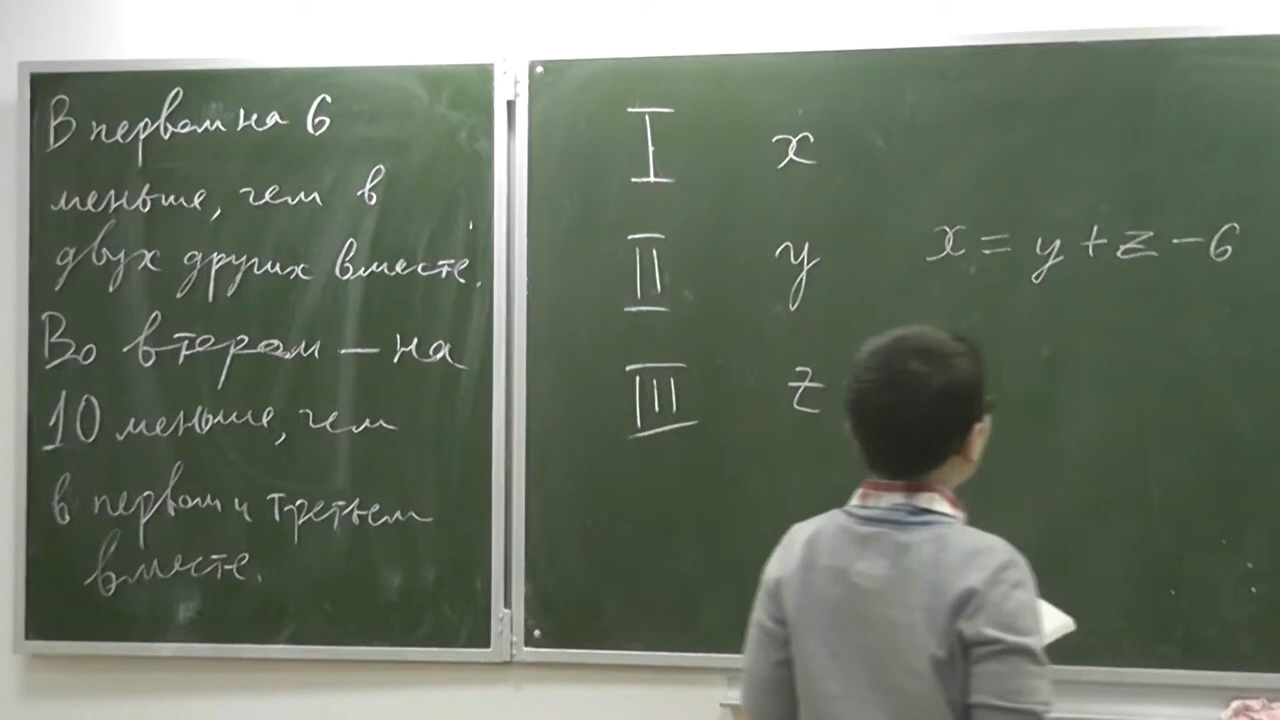 В первом на 6
меньше, чем в
двух других вместе.
Во втором – на
10 меньше, чем
в первом и третьем
вместе.
I x
II y x = y + z - 6
III z